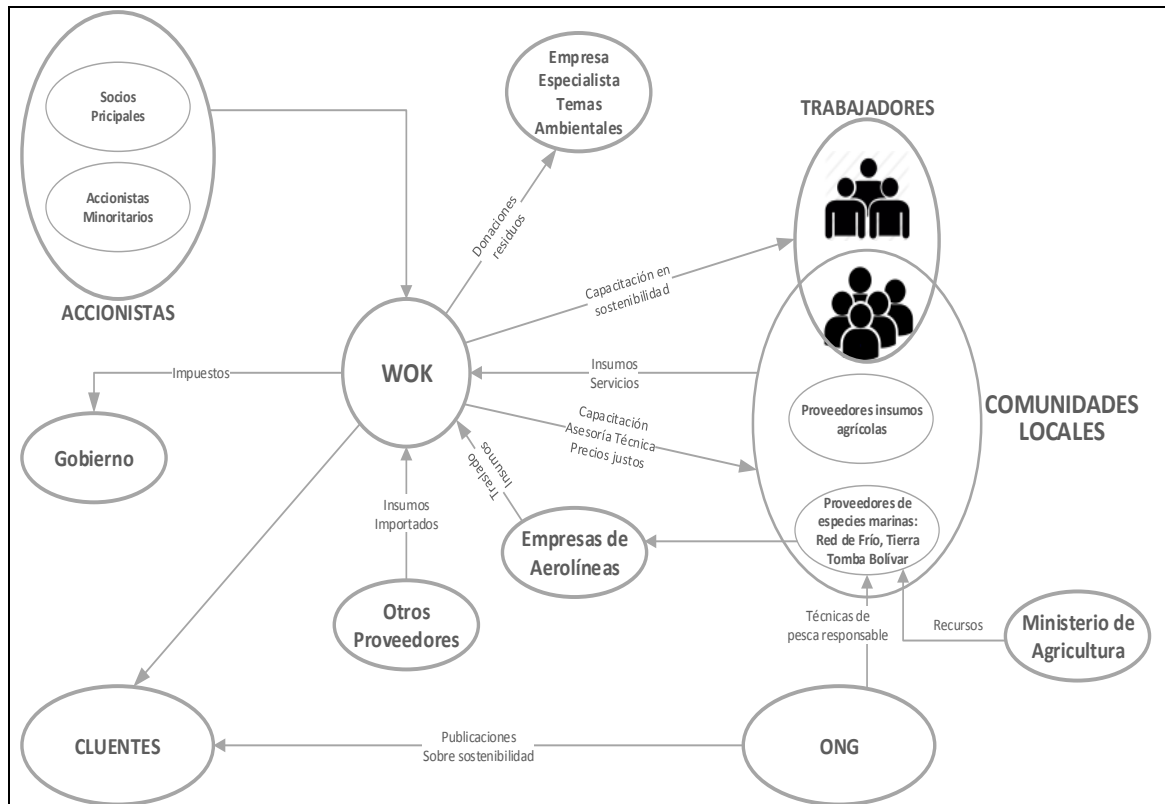 Socios
Pricipales
Accionistas
Minoritarios
ACCIONISTAS
Empresa
Especialista
Temas
Ambientales
TRABAJADORES
Donaciones
residuos
Capacitación en
sostenibilidad
WOK
Impuestos
Gobierno
Insumos
Servicios
Capacitación
Asesoría Técnica
Precios justos
Proveedores insumos
agrícolas
COMUNIDADES
LOCALES
Insumos
Traslado
Insumos
Importados
Empresas de
Aerolíneas
Proveedores de
especies marinas:
Red de Frío, Tierra
Tomba Bolívar
Otros
Proveedores
Técnicas de
pesca responsable
Recursos
Ministerio de
Agricultura
CLUENTES
Publicaciones
Sobre sostenibilidad
ONG